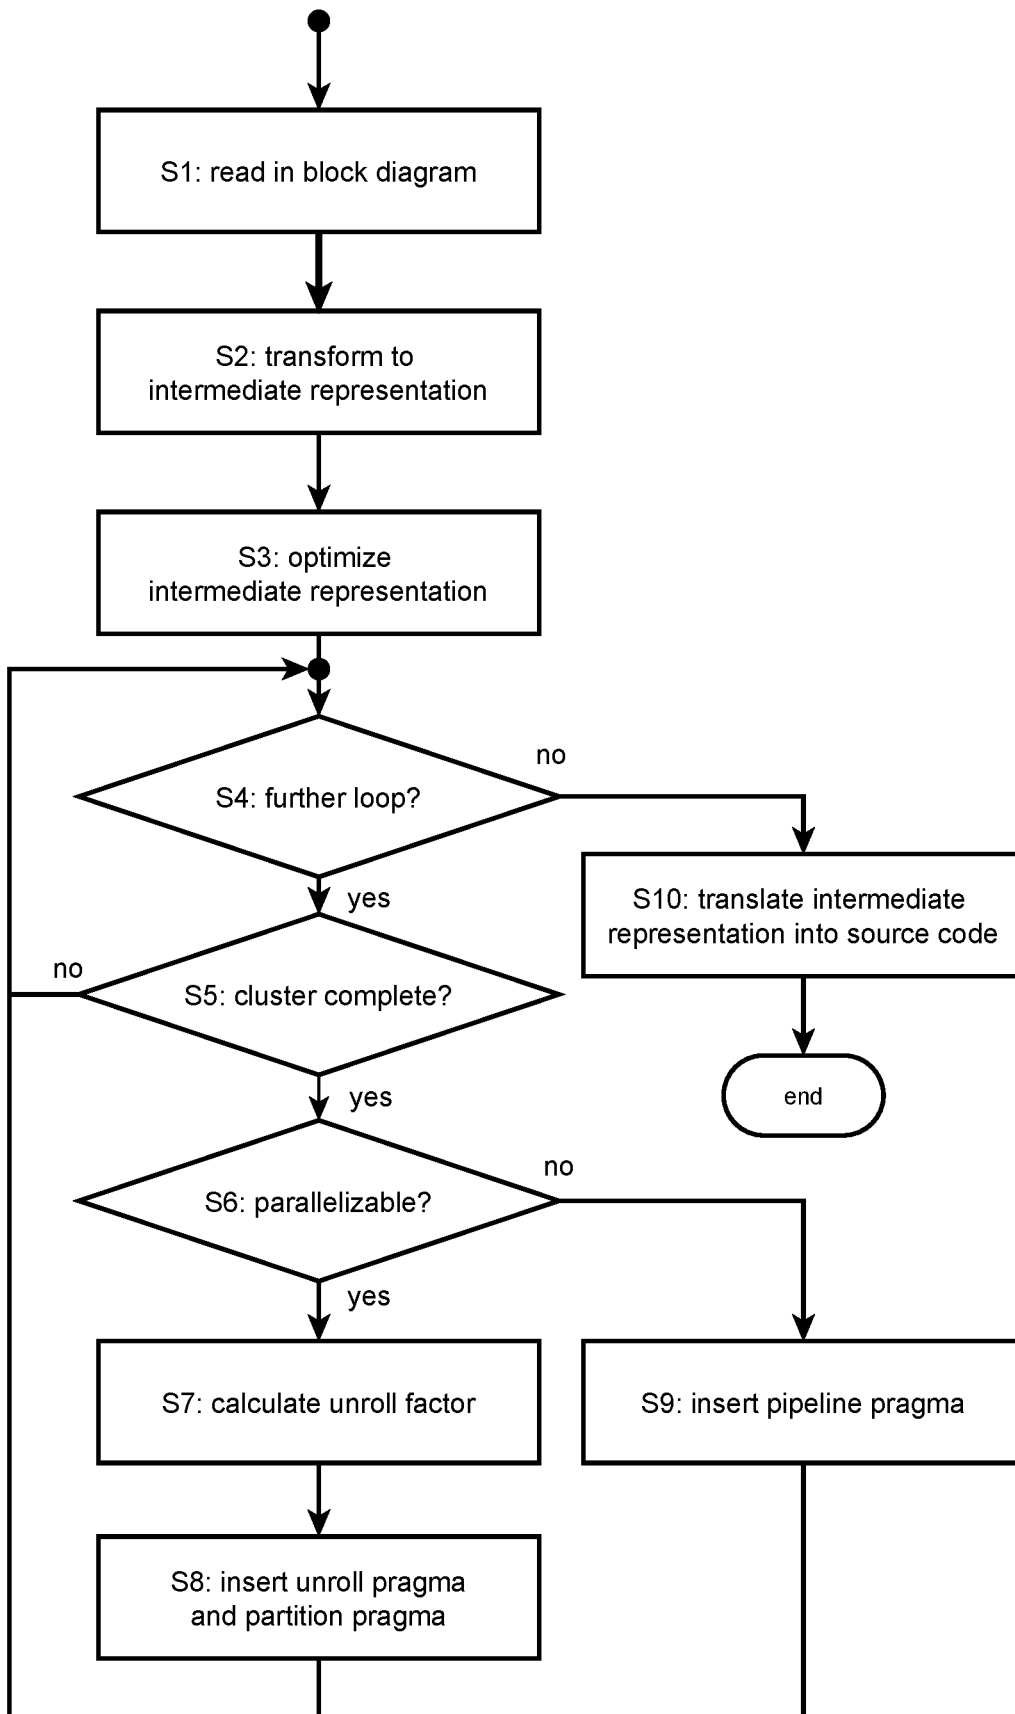 S1: read in block diagram
S2: transform to
intermediate representation
S3: optimize
intermediate representation
no
S4: further loop?
yes
S10: translate intermediate
representation into source code
no
S5: cluster complete?
end
yes
no
S6: parallelizable?
yes
S7: calculate unroll factor
S9: insert pipeline pragma
S8: insert unroll pragma
and partition pragma